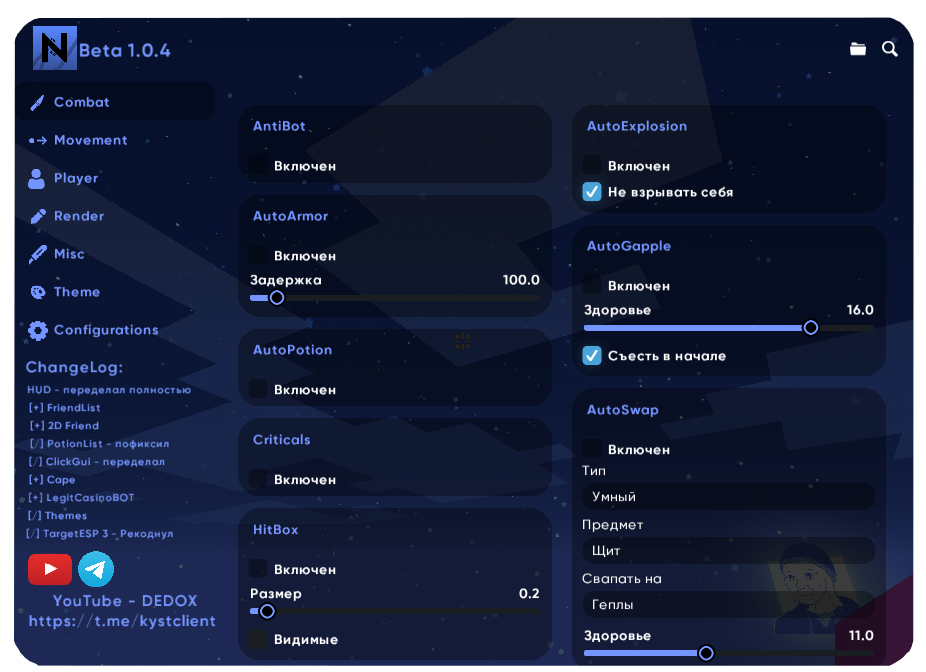 N Beta 1.0.4
Combat
Movement
Player
Render
Misc
Theme
Configurations
ChangeLog:
HUD - переделал полностью
[+] FriendList
[+] 2D Friend
[/] PotionList - пофиксил
[/] ClickGui - переделал
[+] Cape
[+] LegitCasinoBOT
[/] Themes
[/] TargetESP 3 - Рекоднул
YouTube - DEDOX
https://t.me/kystclient
AntiBot
Включен
AutoArmor
Включен
Задержка 100.0
AutoPotion
Включен
Criticals
Включен
HitBox
Включен
Размер 0.2
Видимые
AutoExplosion
Включен
Не взрывать себя
AutoGapple
Включен
Здоровье 16.0
Съесть в начале
AutoSwap
Включен
Тип
Умный
Предмет
Щит
Свапать на
Геплы
Здоровье 11.0